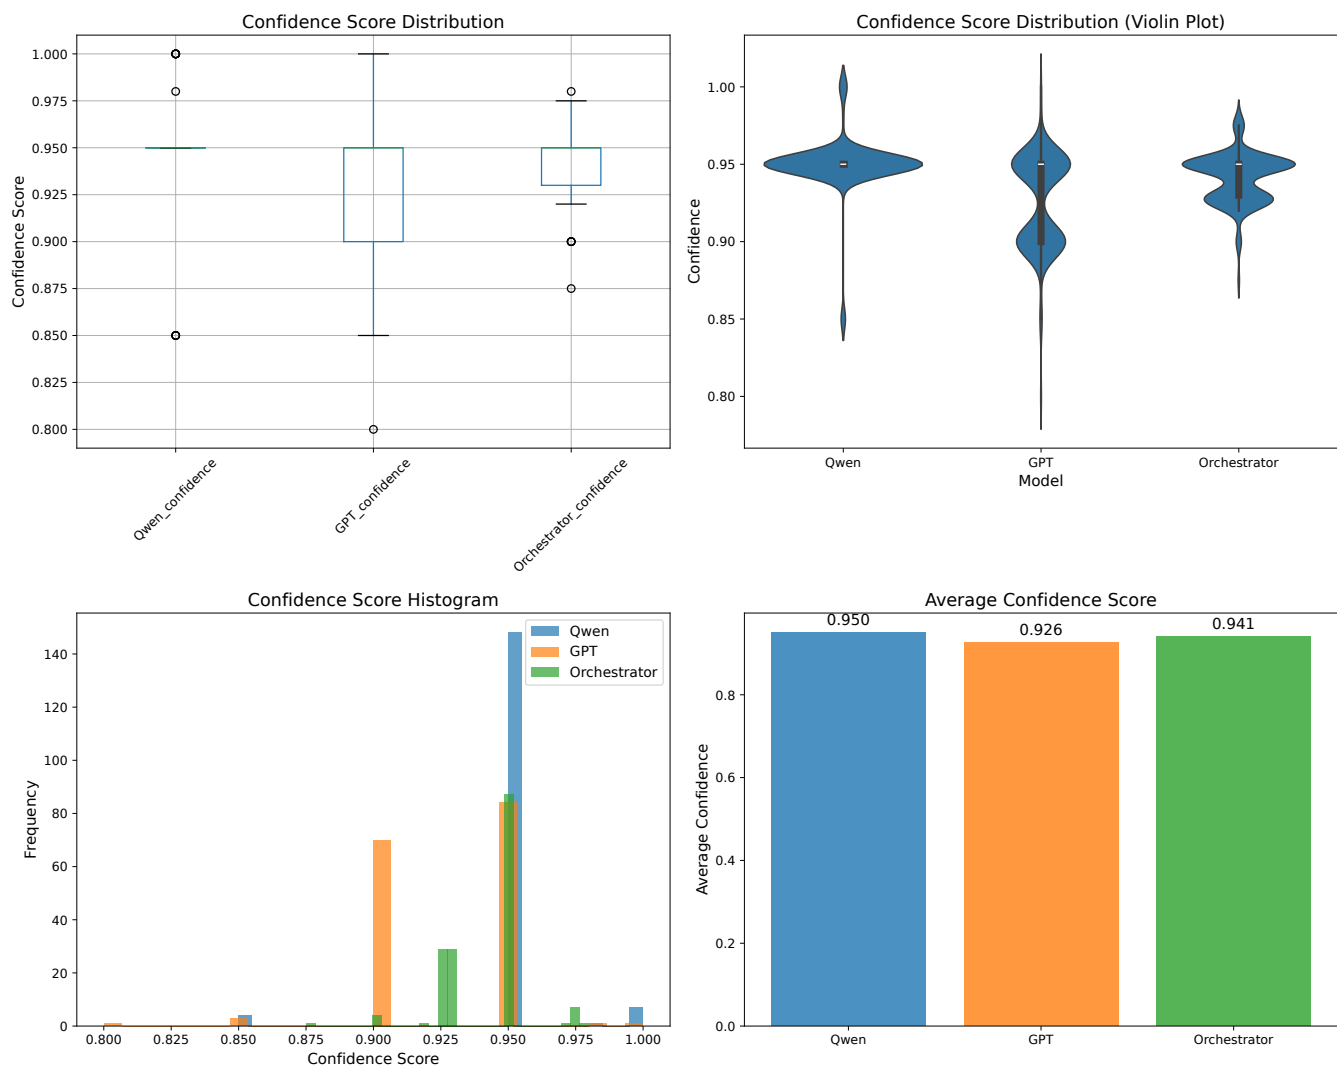 Confidence Score Distribution
Confidence Score
1.000
0.975
0.950
0.925
0.900
0.875
0.850
0.825
0.800
Qwen_confidence
GPT_confidence
Orchestrator_confidence
Confidence Score Distribution (Violin Plot)
Confidence
1.00
0.95
0.90
0.85
0.80
Qwen
GPT
Orchestrator
Model
Confidence Score Histogram
Frequency
140
120
100
80
60
40
20
0
Qwen
GPT
Orchestrator
0.800
0.825
0.850
0.875
0.900
0.925
0.950
0.975
1.000
Confidence Score
Average Confidence Score
Average Confidence
0.8
0.6
0.4
0.2
0.0
0.950
0.926
0.941
Qwen
GPT
Orchestrator